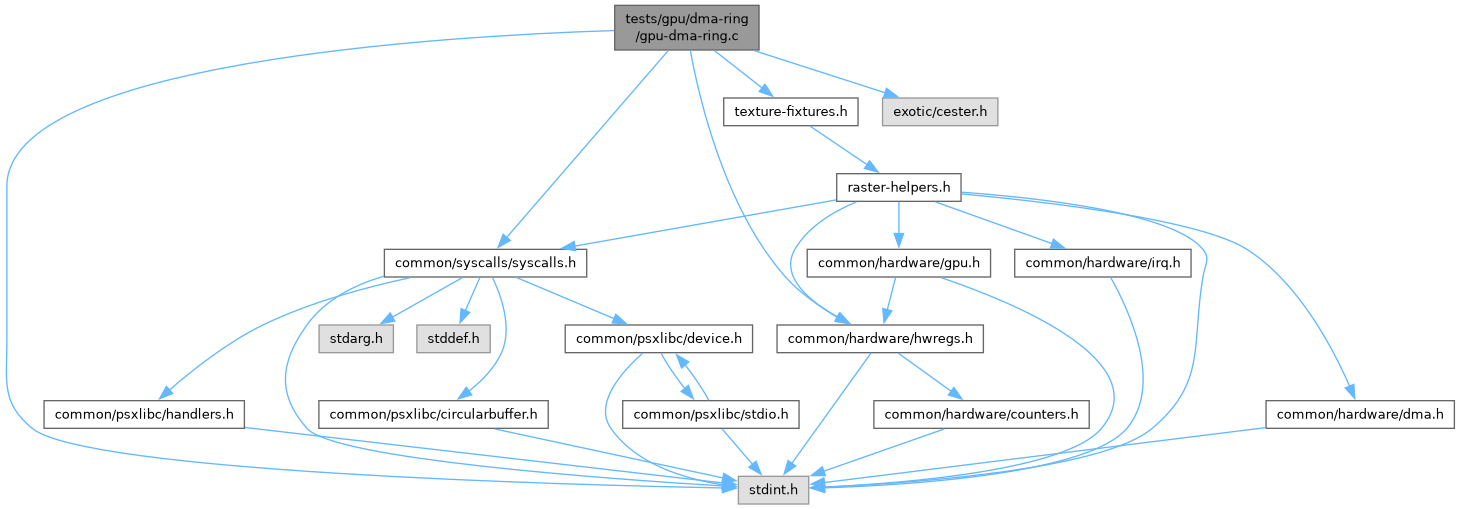 tests/gpu/dma-ring
/gpu-dma-ring.c
texture-fixtures.h
exotic/cester.h
raster-helpers.h
common/syscalls/syscalls.h
common/hardware/gpu.h
common/hardware/irq.h
stdarg.h
stddef.h
common/psxlibc/device.h
common/hardware/hwregs.h
common/psxlibc/handlers.h
common/psxlibc/circularbuffer.h
common/psxlibc/stdio.h
common/hardware/counters.h
common/hardware/dma.h
stdint.h